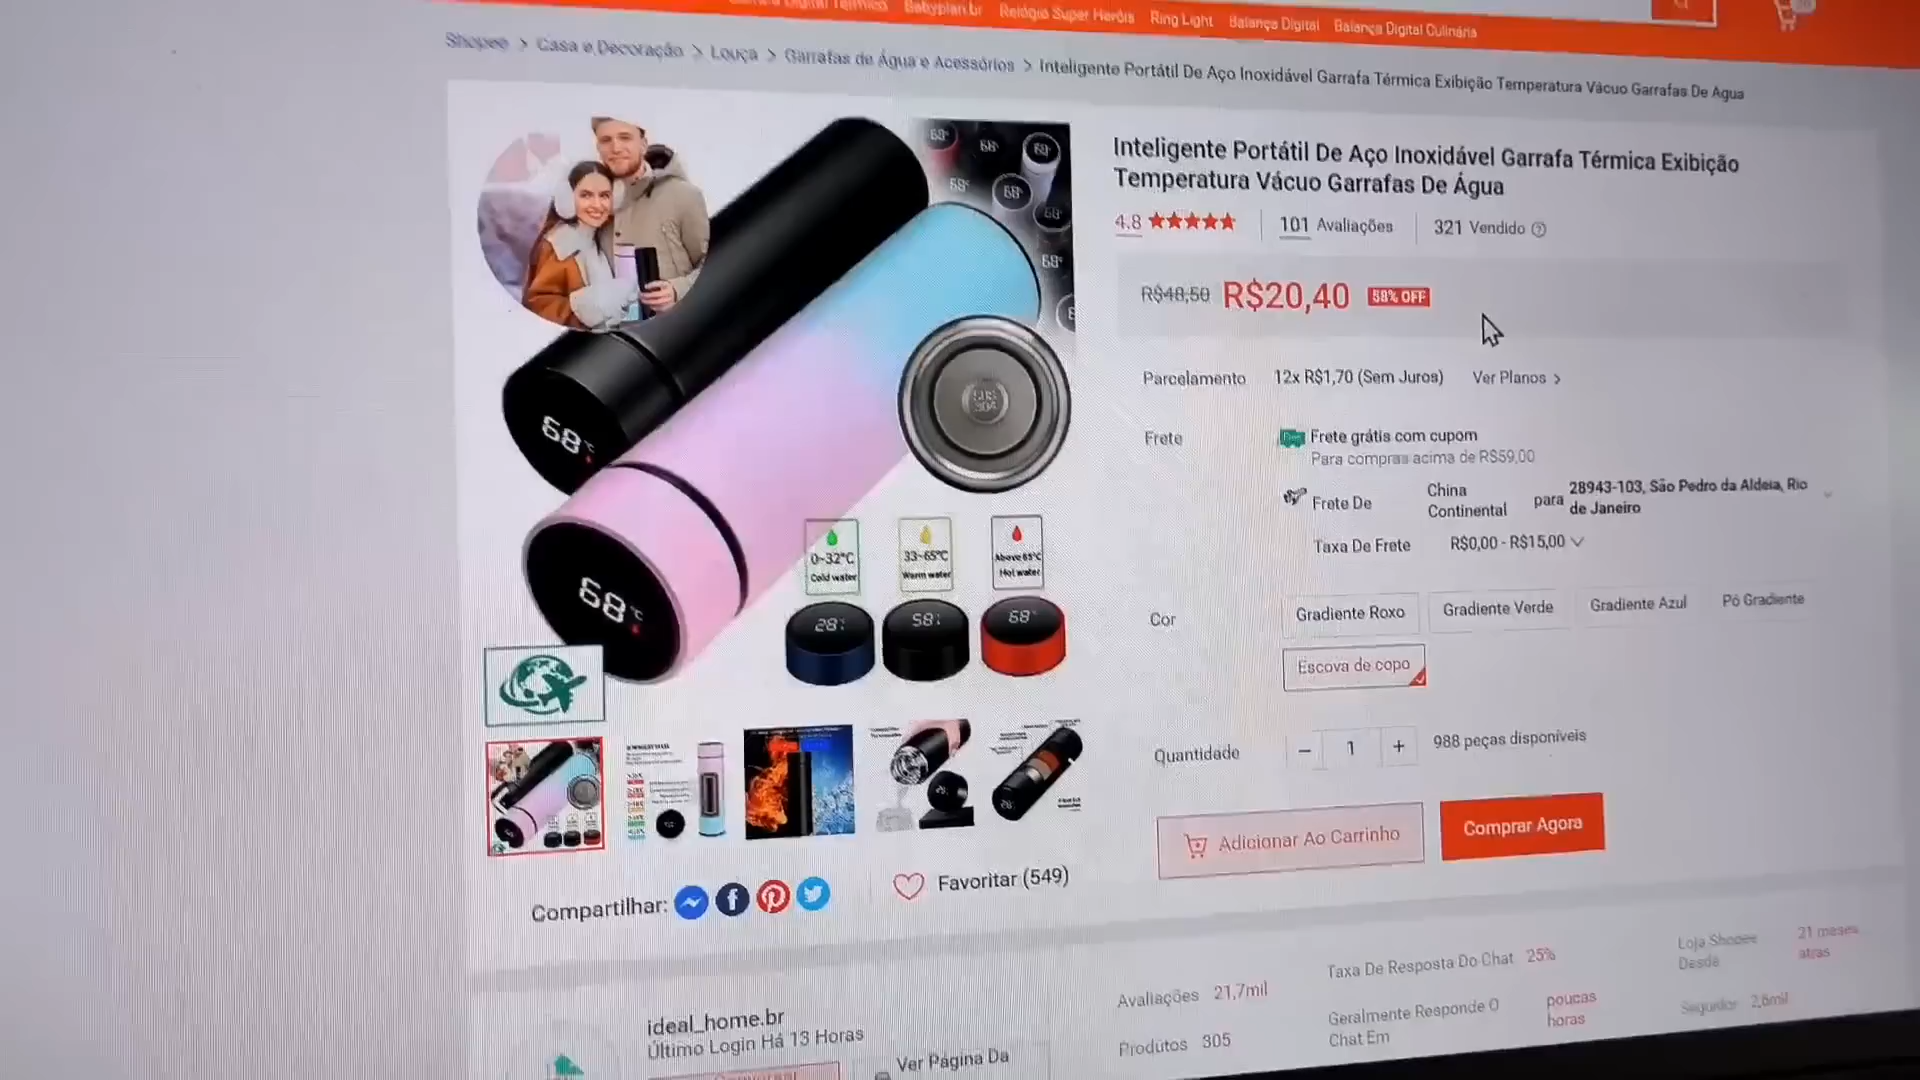 Babyplan.br Relógio Super Heróis Ring Light Balança Digital Balança Digital Culinária
Shopee > Casa e Decoração > Louça > Garrafas de Água e Acessórios > Inteligente Portátil De Aço Inoxidável Garrafa Térmica Exibição Temperatura Vácuo Garrafas De Água
Inteligente Portátil De Aço Inoxidável Garrafa Térmica Exibição
Temperatura Vácuo Garrafas De Água
4.8 101 Avaliações 321 Vendido
R$48,50 R$20,40 58% OFF
Parcelamento 12x R$1,70 (Sem Juros) Ver Planos >
Frete Frete grátis com cupom
Para compras acima de R$59,00
Frete De China Continental para 28943-103, São Pedro da Aldeia, Rio de Janeiro
Taxa De Frete R$0,00 - R$15,00
Cor Gradiente Roxo Gradiente Verde Gradiente Azul Pó Gradiente
Escova de copo
Quantidade − 1 + 988 peças disponíveis
Adicionar Ao Carrinho Comprar Agora
68°C
68°C
0~32°C
Cold water
33~65°C
Warm water
Above 65°C
Hot water
28°
58°
68°
Compartilhar: Favoritar (549)
ideal_home.br
Último Login Há 13 Horas
Ver Página Da
Avaliações 21,7mil
Produtos 305
Taxa De Resposta Do Chat 25%
Geralmente Responde O
Chat Em
poucas
horas
Loja Shopee
Desde
21 meses
atras
Seguidor 2,6mil